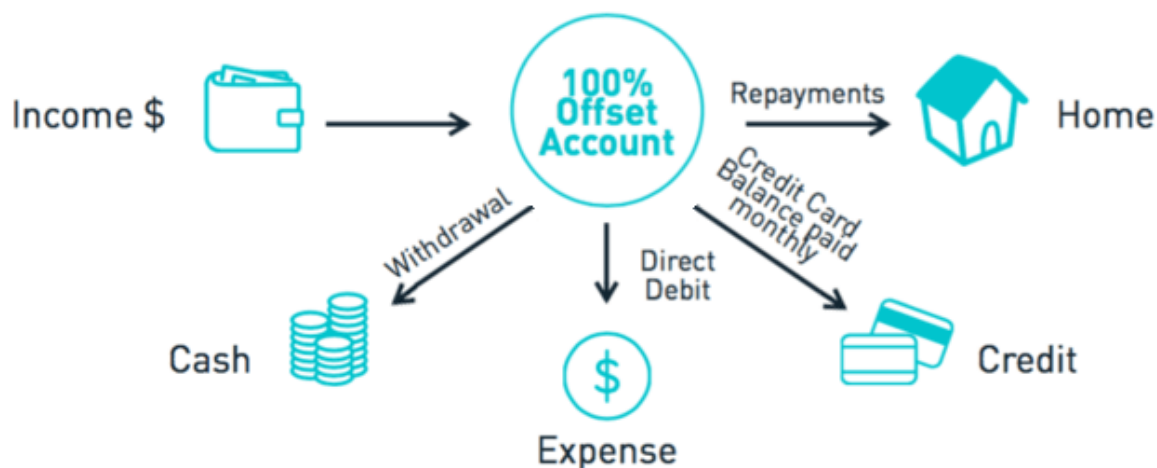 100%
Offset
Account
Income $
Repayments
Home
Withdrawal
Direct
Debit
Credit Card
Balance paid
monthly
Cash
$
Expense
Credit